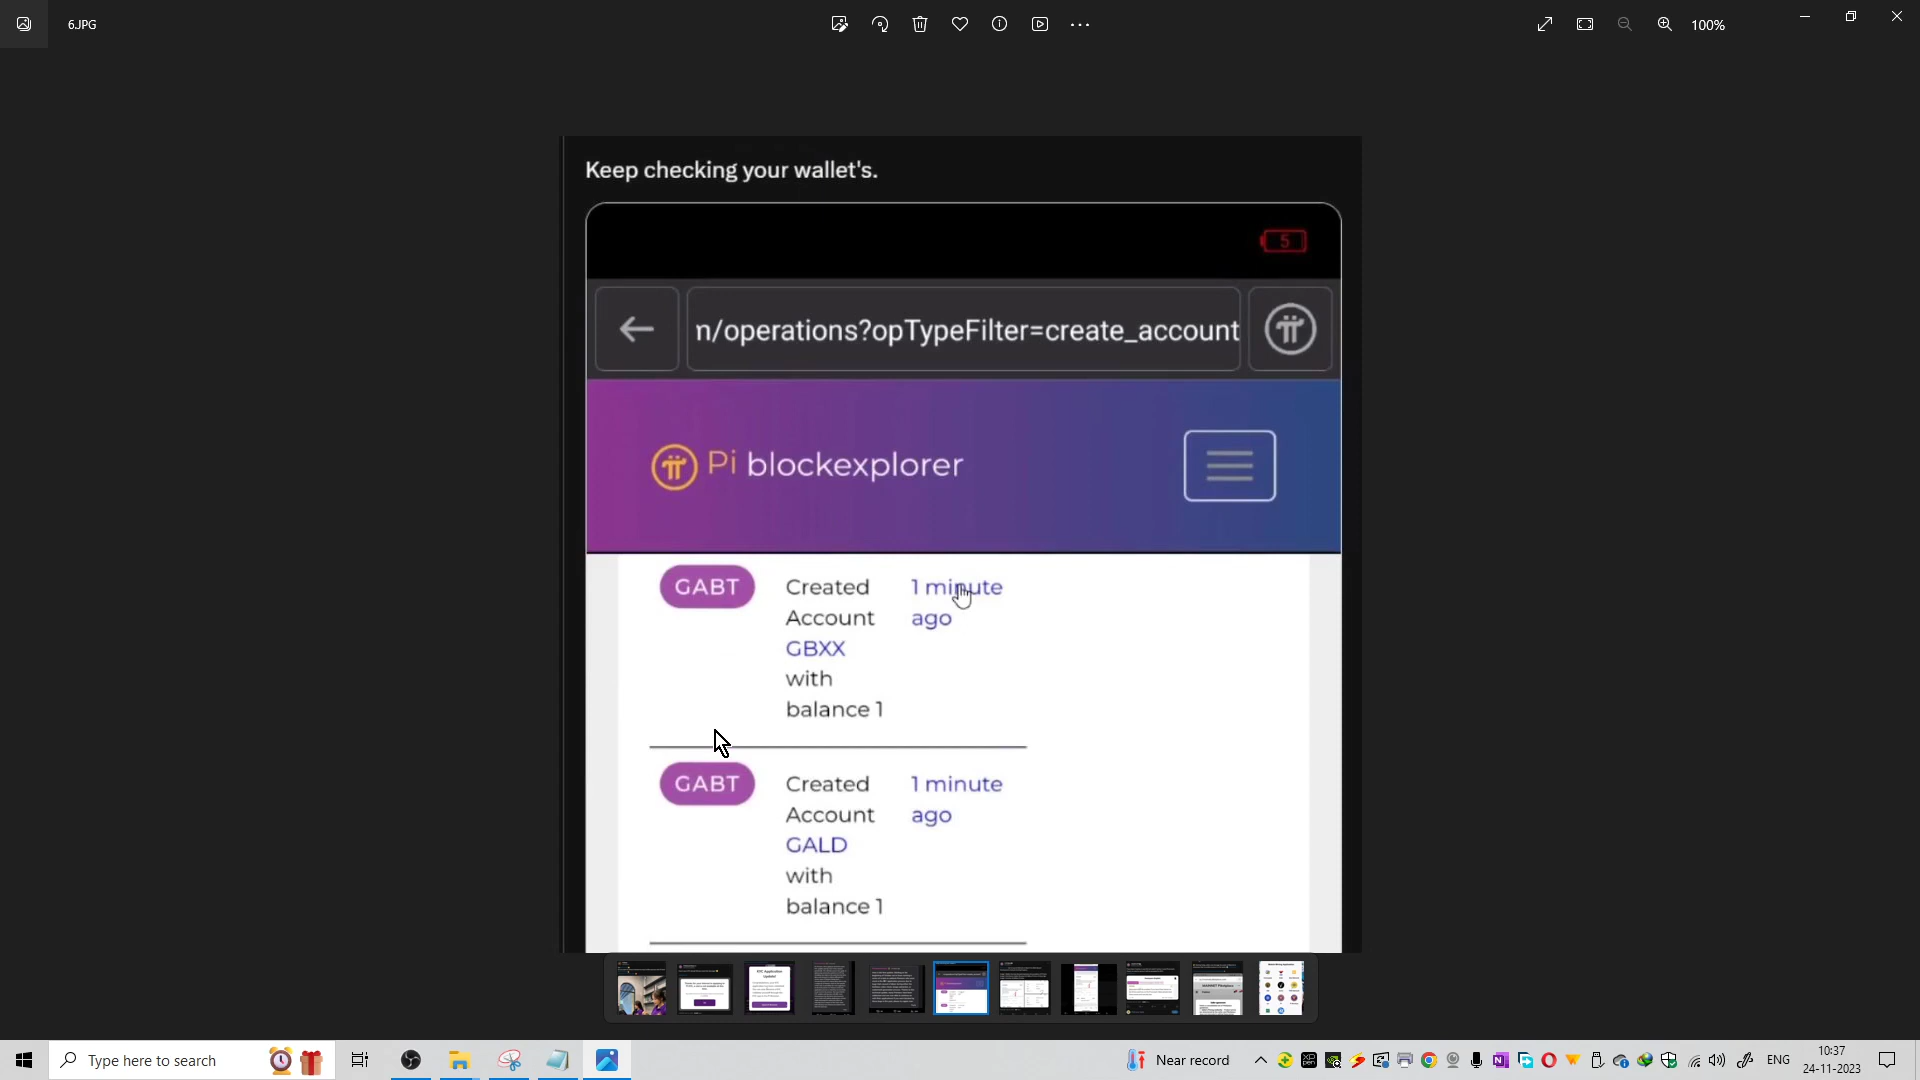 6.JPG
100%
Keep checking your wallet's.
5
n/operations?opTypeFilter=create_account
Pi blockexplorer
GABT
Created
Account
GBXX
with
balance 1
1 minute
ago
GABT
Created
Account
GALD
with
balance 1
1 minute
ago
Type here to search
Near record
ENG
10:37
24-11-2023